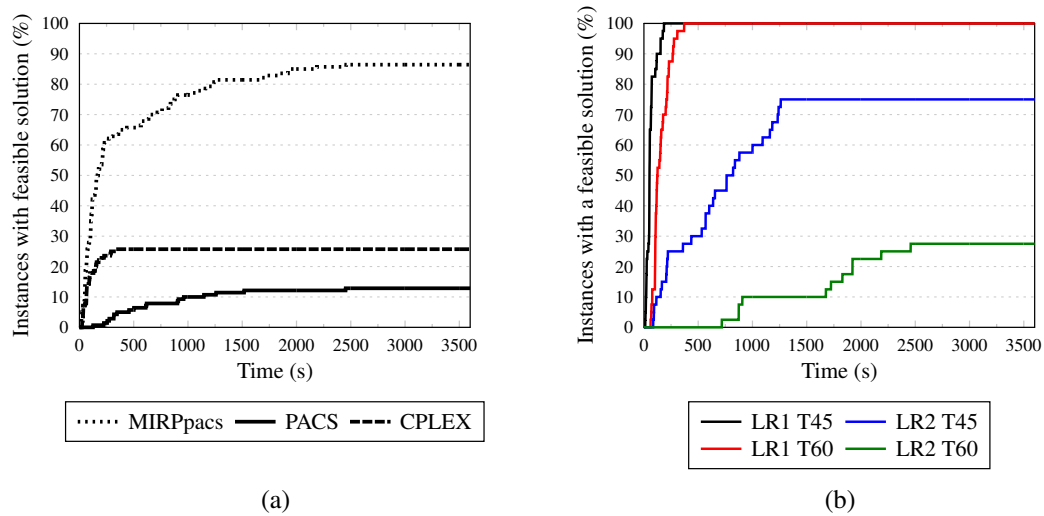 Instances with feasible solution (%)
100
90
80
70
60
50
40
30
20
10
0
0 500 1000 1500 2000 2500 3000 3500
Time (s)
MIRPpacs PACS CPLEX
(a)
Instances with a feasible solution (%)
100
90
80
70
60
50
40
30
20
10
0
0 500 1000 1500 2000 2500 3000 3500
Time (s)
LR1 T45 LR2 T45
LR1 T60 LR2 T60
(b)